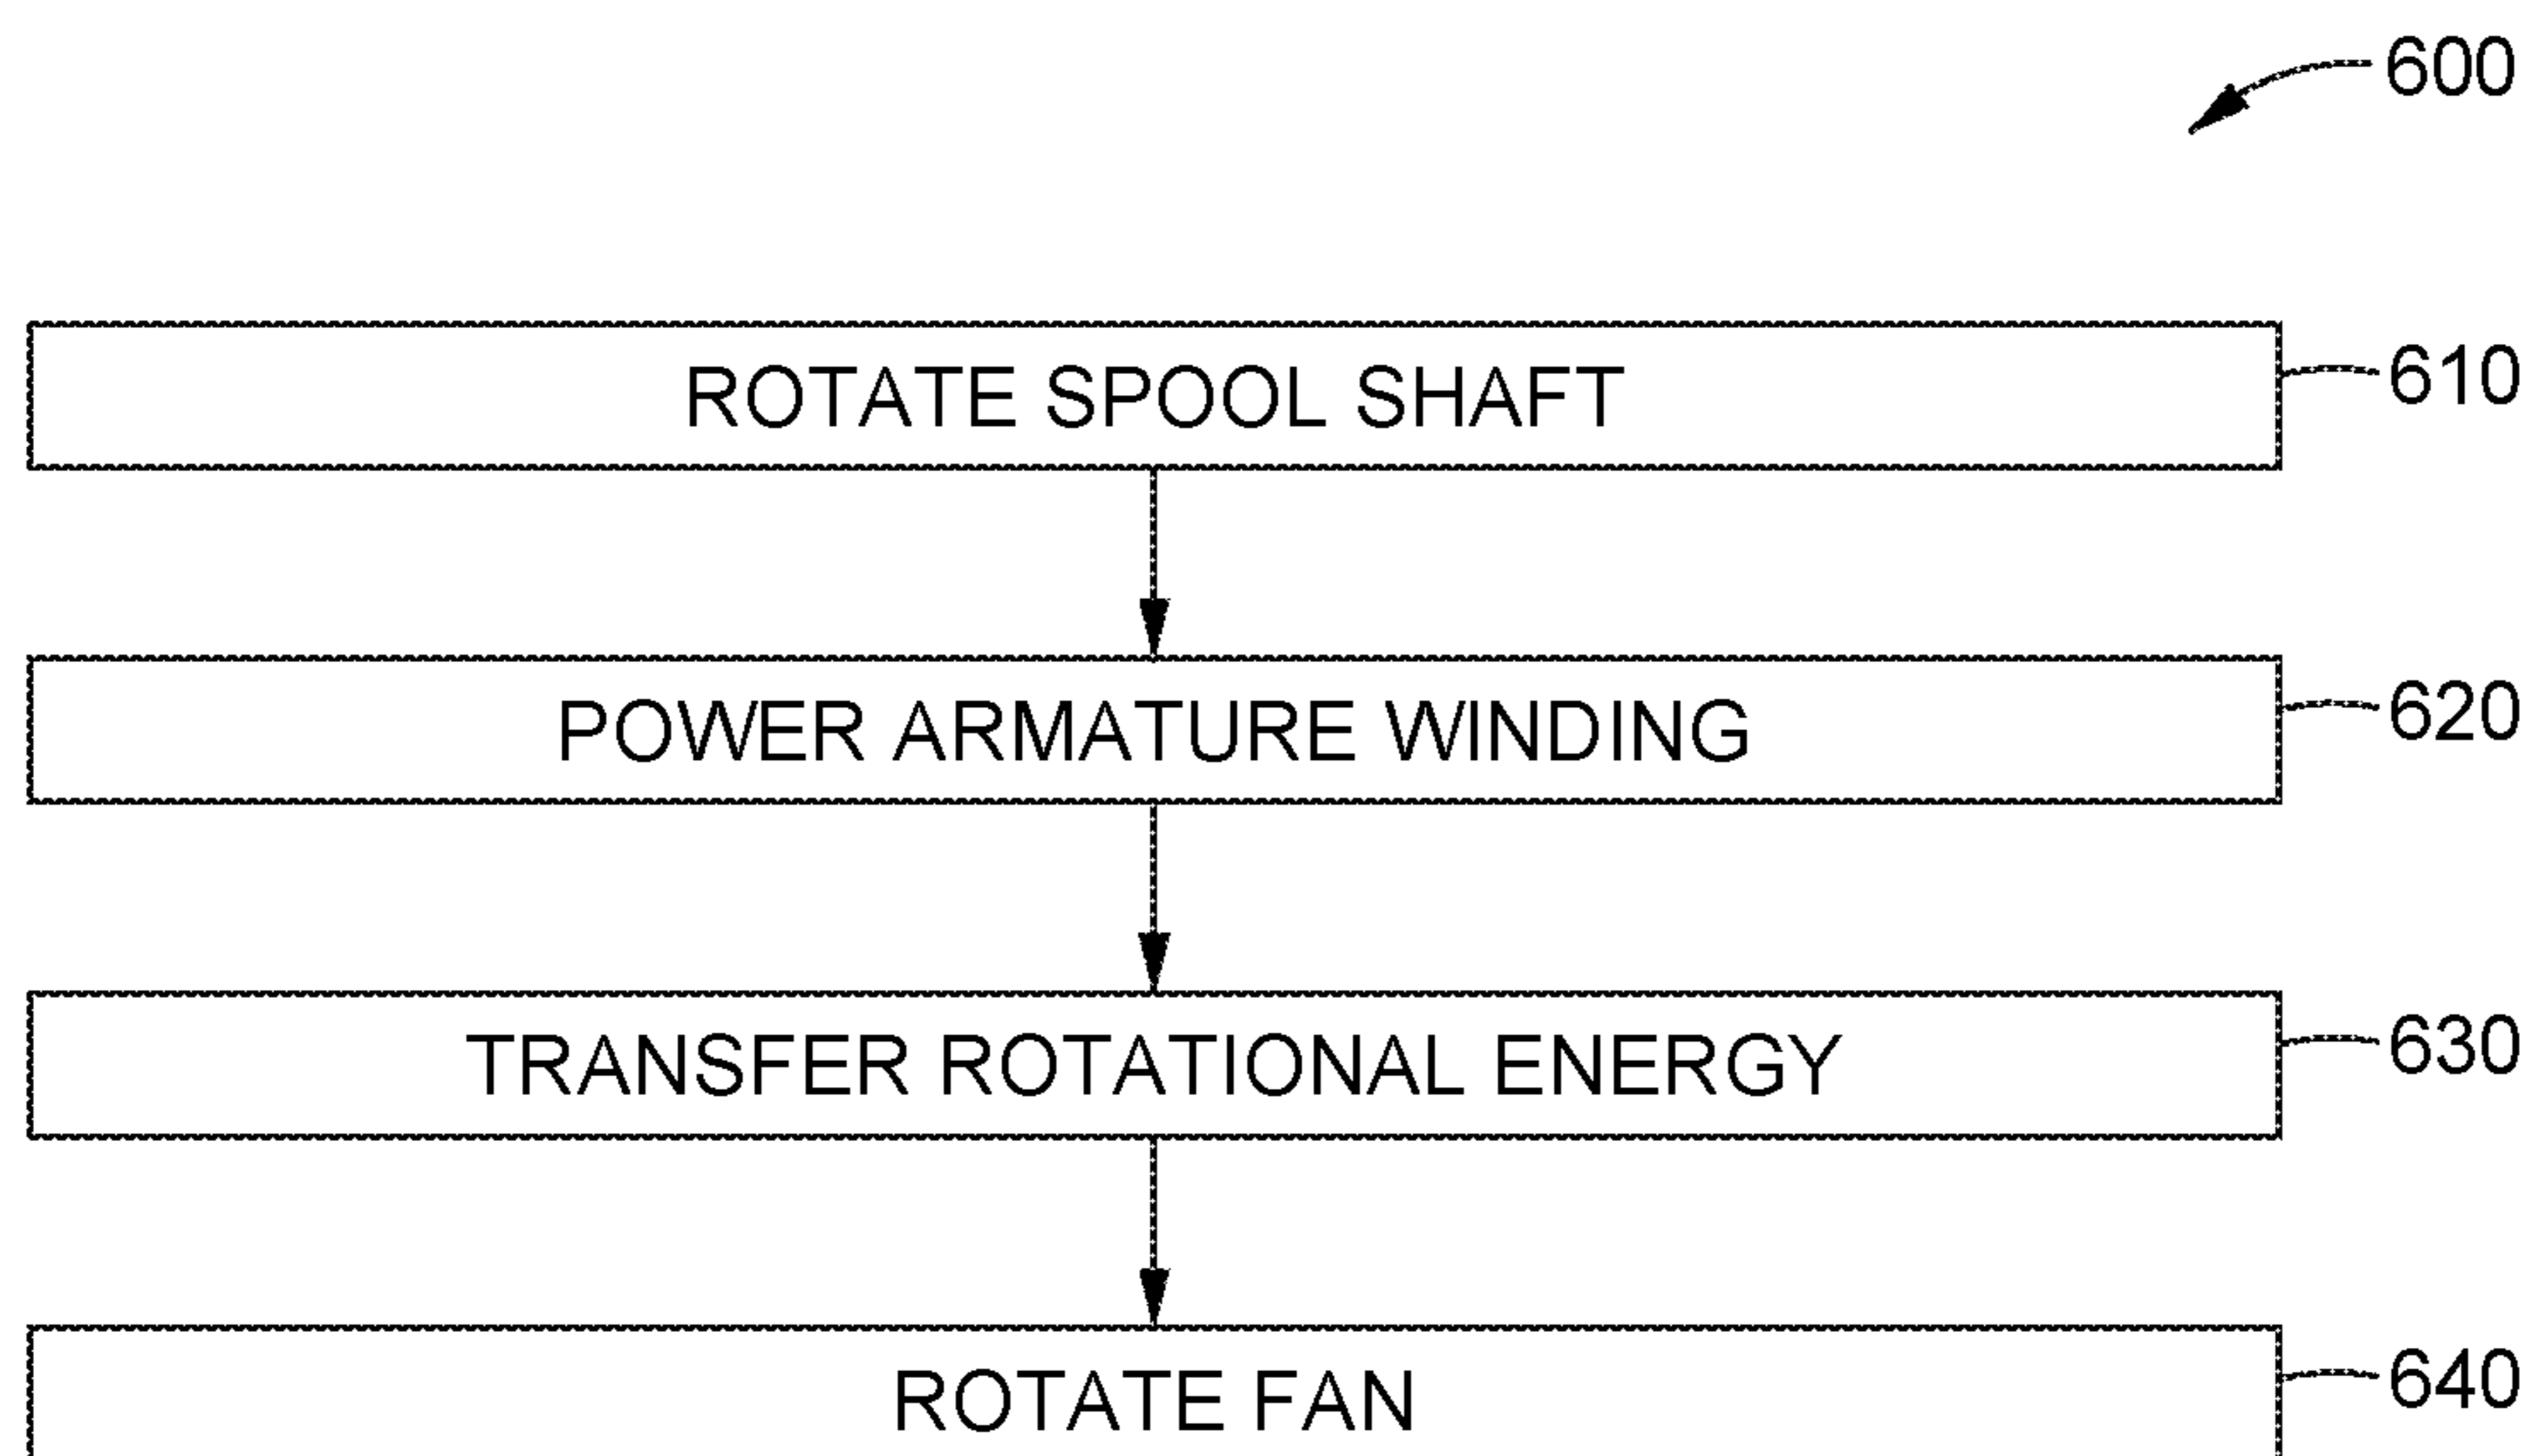 600
ROTATE SPOOL SHAFT 610
POWER ARMATURE WINDING 620
TRANSFER ROTATIONAL ENERGY 630
ROTATE FAN 640